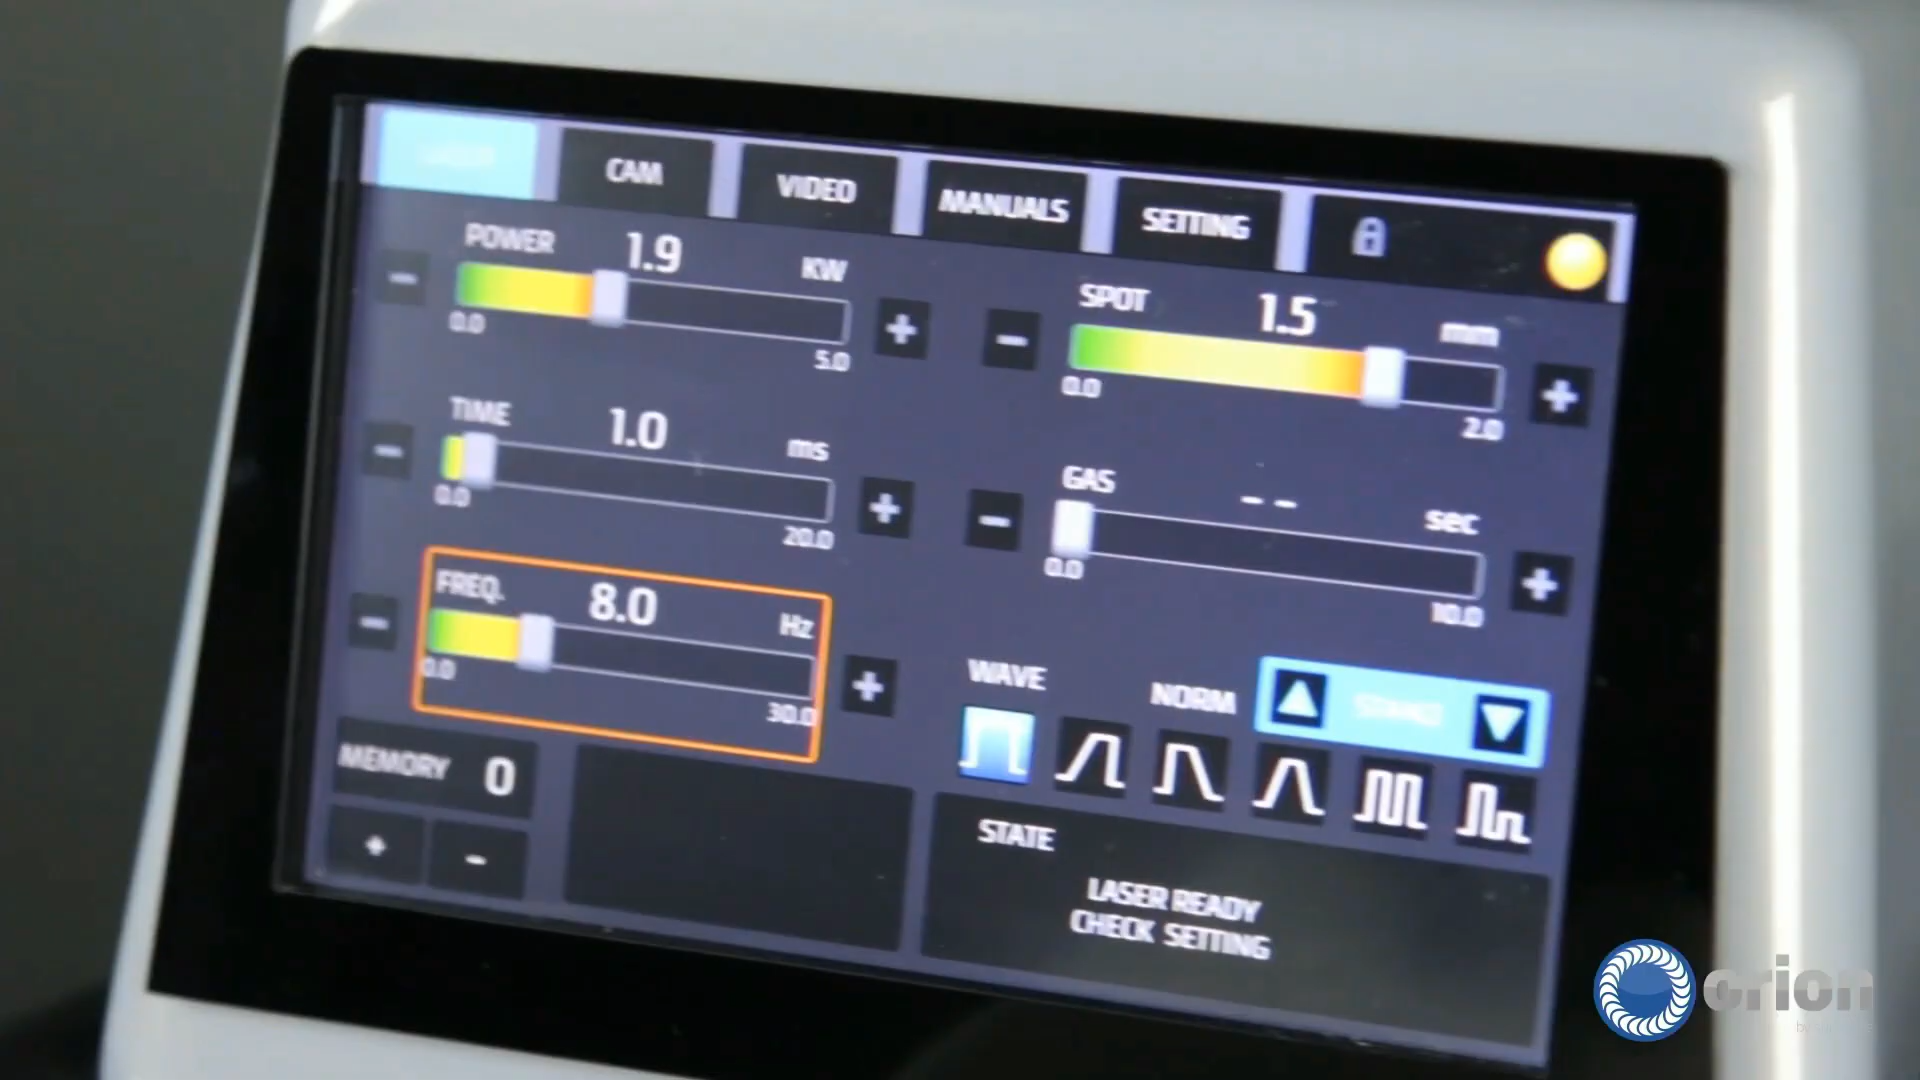 LASER
CAM
VIDEO
MANUALS
SETTING
POWER 1.9 KW
0.0 5.0
SPOT 1.5 mm
0.0 2.0
TIME 1.0 ms
0.0 20.0
GAS -- sec
0.0 10.0
FREQ. 8.0 Hz
0.0 30.0
WAVE
NORM
MEMORY 0
+ -
STATE
LASER READY
CHECK SETTING
orion